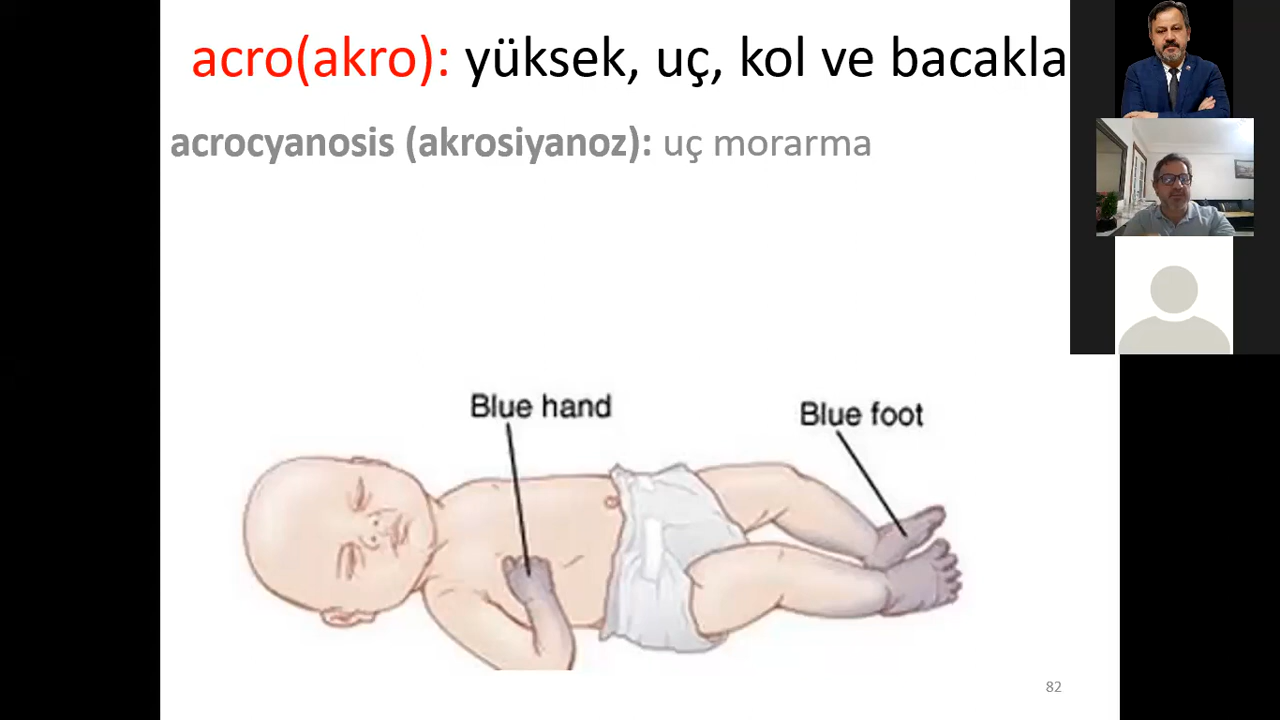 acro(akro): yüksek, uç, kol ve bacakla
acrocyanosis (akrosiyanoz): uç morarma
Blue hand
Blue foot
82